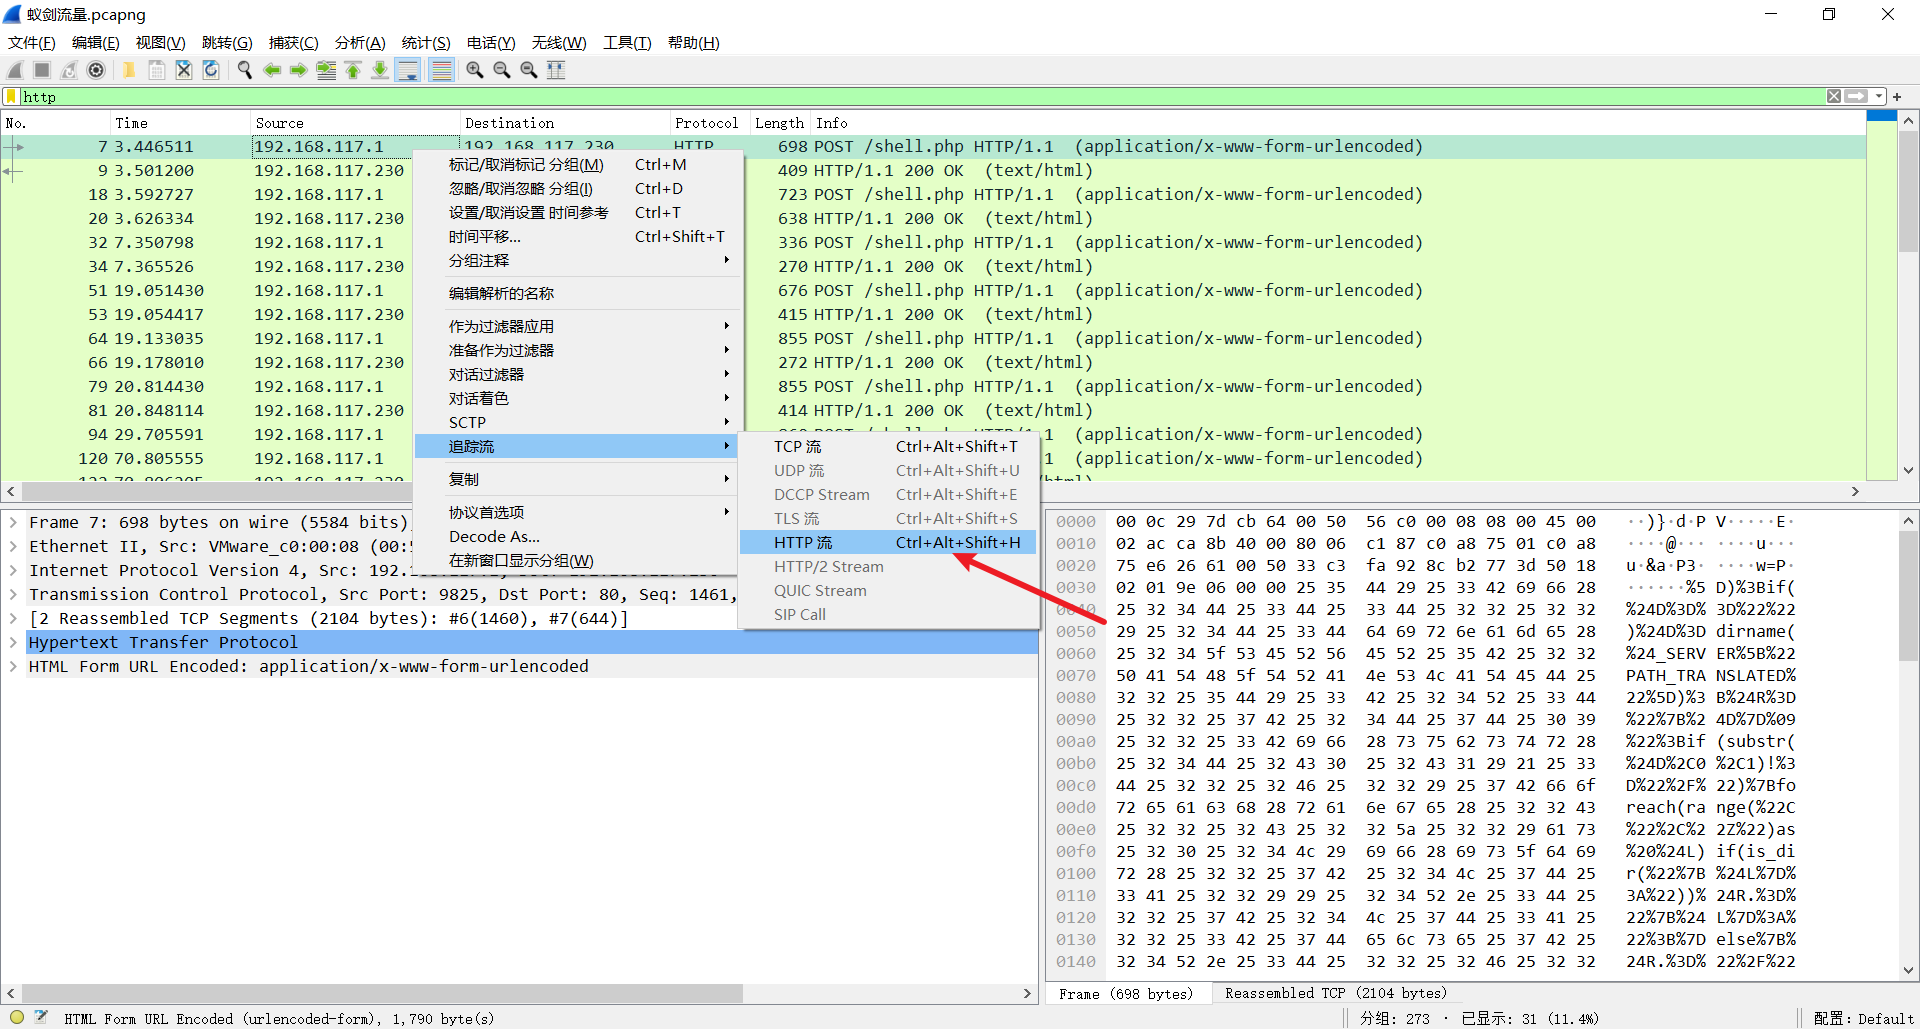 蚁剑流量.pcapng
文件(F) 编辑(E) 视图(V) 跳转(G) 捕获(C) 分析(A) 统计(S) 电话(Y) 无线(W) 工具(T) 帮助(H)
http
No. Time Source Destination Protocol Length Info
7 3.446511 192.168.117.1 192.168.117.230 HTTP 698 POST /shell.php HTTP/1.1 (application/x-www-form-urlencoded)
9 3.501200 192.168.117.230 409 HTTP/1.1 200 OK (text/html)
18 3.592727 192.168.117.1 723 POST /shell.php HTTP/1.1 (application/x-www-form-urlencoded)
20 3.626334 192.168.117.230 638 HTTP/1.1 200 OK (text/html)
32 7.350798 192.168.117.1 336 POST /shell.php HTTP/1.1 (application/x-www-form-urlencoded)
34 7.365526 192.168.117.230 270 HTTP/1.1 200 OK (text/html)
51 19.051430 192.168.117.1 676 POST /shell.php HTTP/1.1 (application/x-www-form-urlencoded)
53 19.054417 192.168.117.230 415 HTTP/1.1 200 OK (text/html)
64 19.133035 192.168.117.1 855 POST /shell.php HTTP/1.1 (application/x-www-form-urlencoded)
66 19.178010 192.168.117.230 272 HTTP/1.1 200 OK (text/html)
79 20.814430 192.168.117.1 855 POST /shell.php HTTP/1.1 (application/x-www-form-urlencoded)
81 20.848114 192.168.117.230 414 HTTP/1.1 200 OK (text/html)
94 29.705591 192.168.117.1 (application/x-www-form-urlencoded)
120 70.805555 192.168.117.1 (application/x-www-form-urlencoded)
标记/取消标记 分组(M) Ctrl+M
忽略/取消忽略 分组(I) Ctrl+D
设置/取消设置 时间参考 Ctrl+T
时间平移... Ctrl+Shift+T
分组注释
编辑解析的名称
作为过滤器应用
准备作为过滤器
对话过滤器
对话着色
SCTP
追踪流
复制
协议首选项
Decode As...
在新窗口显示分组(W)
TCP 流 Ctrl+Alt+Shift+T
UDP 流 Ctrl+Alt+Shift+U
DCCP Stream Ctrl+Alt+Shift+E
TLS 流 Ctrl+Alt+Shift+S
HTTP 流 Ctrl+Alt+Shift+H
HTTP/2 Stream
QUIC Stream
SIP Call
Frame 7: 698 bytes on wire (5584 bits),
Ethernet II, Src: VMware_c0:00:08 (00:5
Internet Protocol Version 4, Src: 192.
Transmission Control Protocol, Src Port: 9825, Dst Port: 80, Seq: 1461,
[2 Reassembled TCP Segments (2104 bytes): #6(1460), #7(644)]
Hypertext Transfer Protocol
HTML Form URL Encoded: application/x-www-form-urlencoded
0000 00 0c 29 7d cb 64 00 50 56 c0 00 08 08 00 45 00 ··)}·d·P V·····E·
0010 02 ac ca 8b 40 00 80 06 c1 87 c0 a8 75 01 c0 a8 ····@··· ····u···
0020 75 e6 26 61 00 50 33 c3 fa 92 8c b2 77 3d 50 18 u·&a·P3· ····w=P·
0030 02 01 9e 06 00 00 25 35 44 29 25 33 42 69 66 28 ······%5 D)%3Bif(
0040 25 32 34 44 25 33 44 25 33 44 25 32 32 25 32 32 %24D%3D% 3D%22%22
0050 29 25 32 34 44 25 33 44 64 69 72 6e 61 6d 65 28 )%24D%3D dirname(
0060 25 32 34 5f 53 45 52 56 45 52 25 35 42 25 32 32 %24_SERV ER%5B%22
0070 50 41 54 48 5f 54 52 41 4e 53 4c 41 54 45 44 25 PATH_TRA NSLATED%
0080 32 32 25 35 44 29 25 33 42 25 32 34 52 25 33 44 22%5D)%3 B%24R%3D
0090 25 32 32 25 37 42 25 32 34 44 25 37 44 25 30 39 %22%7B%2 4D%7D%09
00a0 25 32 32 25 33 42 69 66 28 73 75 62 73 74 72 28 %22%3Bif (substr(
00b0 25 32 34 44 25 32 43 30 25 32 43 31 29 21 25 33 %24D%2C0 %2C1)!%3
00c0 44 25 32 32 25 32 46 25 32 32 29 25 37 42 66 6f D%22%2F% 22)%7Bfo
00d0 72 65 61 63 68 28 72 61 6e 67 65 28 25 32 32 43 reach(ra nge(%22C
00e0 25 32 32 25 32 43 25 32 32 5a 25 32 32 29 61 73 %22%2C%2 2Z%22)as
00f0 25 32 30 25 32 34 4c 29 69 66 28 69 73 5f 64 69 %20%24L) if(is_di
0100 72 28 25 32 32 25 37 42 25 32 34 4c 25 37 44 25 r(%22%7B %24L%7D%
0110 33 41 25 32 32 29 29 25 32 34 52 2e 25 33 44 25 3A%22))% 24R.%3D%
0120 32 32 25 37 42 25 32 34 4c 25 37 44 25 33 41 25 22%7B%24 L%7D%3A%
0130 32 32 25 33 42 25 37 44 65 6c 73 65 25 37 42 25 22%3B%7D else%7B%
0140 32 34 52 2e 25 33 44 25 32 32 25 32 46 25 32 32 24R.%3D% 22%2F%22
Frame (698 bytes) Reassembled TCP (2104 bytes)
HTML Form URL Encoded (urlencoded-form), 1,790 byte(s) 分组: 273 · 已显示: 31 (11.4%) 配置: Default